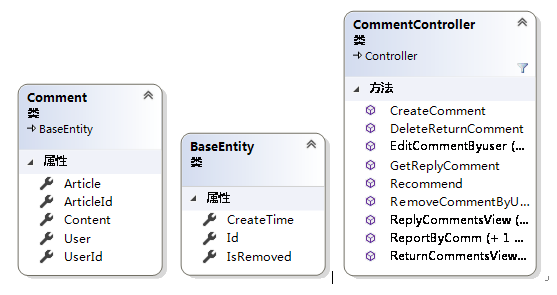 Comment
类
BaseEntity
属性
Article
ArticleId
Content
User
UserId
BaseEntity
类
属性
CreateTime
Id
IsRemoved
CommentController
类
Controller
方法
CreateComment
DeleteReturnComment
EditCommentByuser (...
GetReplyComment
Recommend
RemoveCommentByU...
ReplyCommentsView (...
ReportByComm (+ 1 ...
ReturnCommentsView...